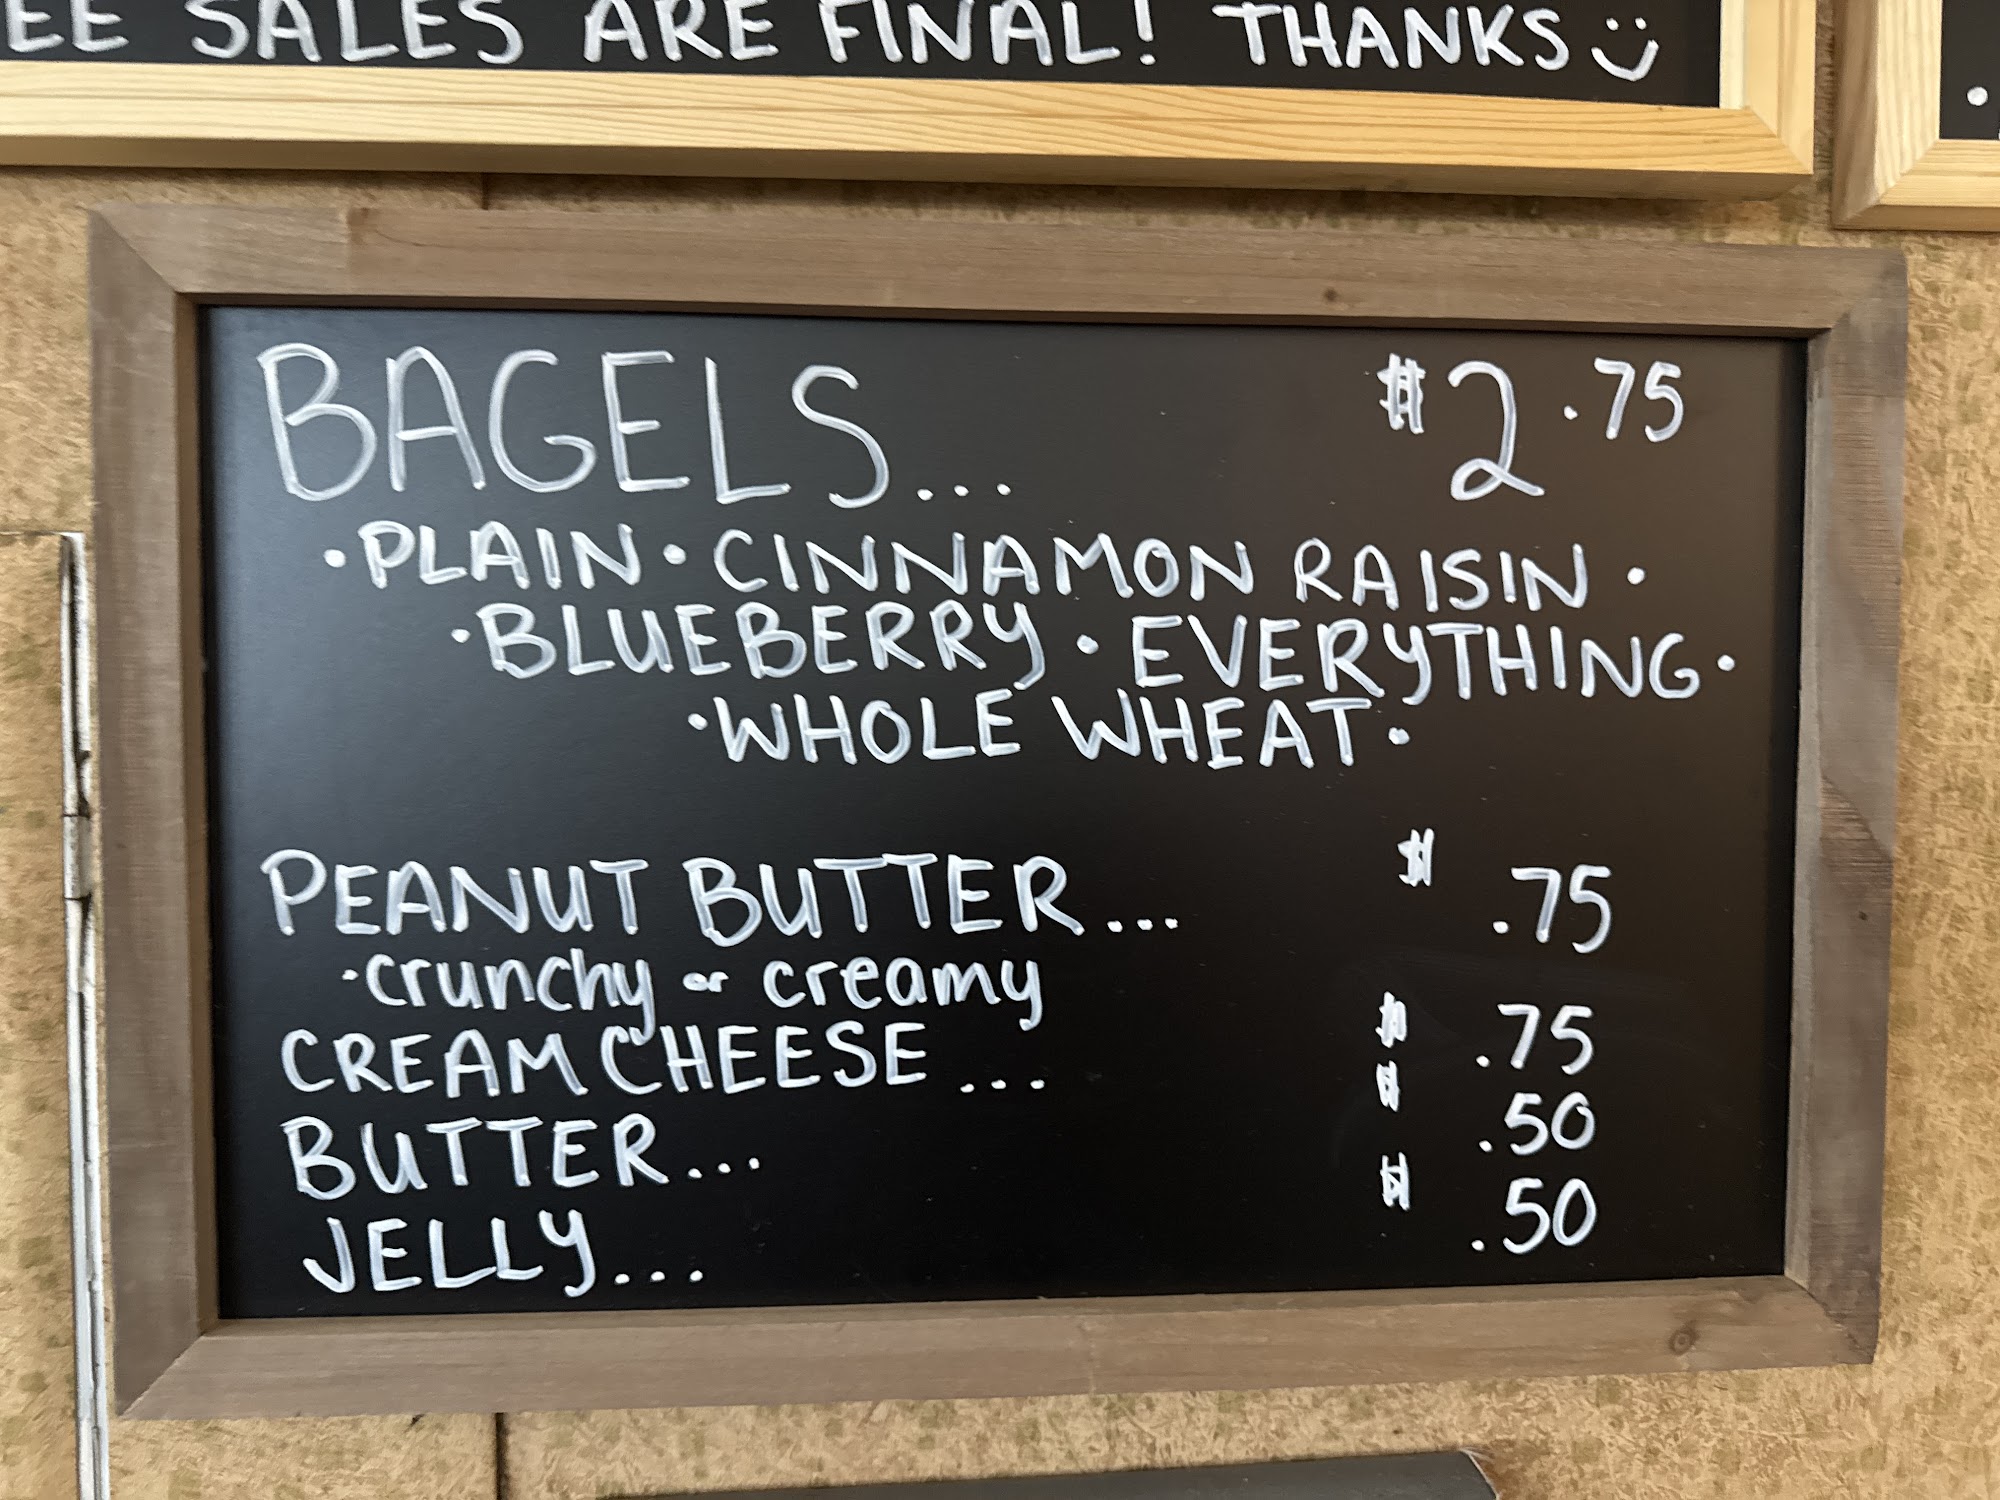 EE SALES ARE FINAL! THANKS
BAGELS... $2.75
·PLAIN·CINNAMON RAISIN·
·BLUEBERRY·EVERYTHING·
·WHOLE WHEAT·
PEANUT BUTTER... $.75
·crunchy or creamy
CREAM CHEESE... $.75
BUTTER... $.50
JELLY... $.50